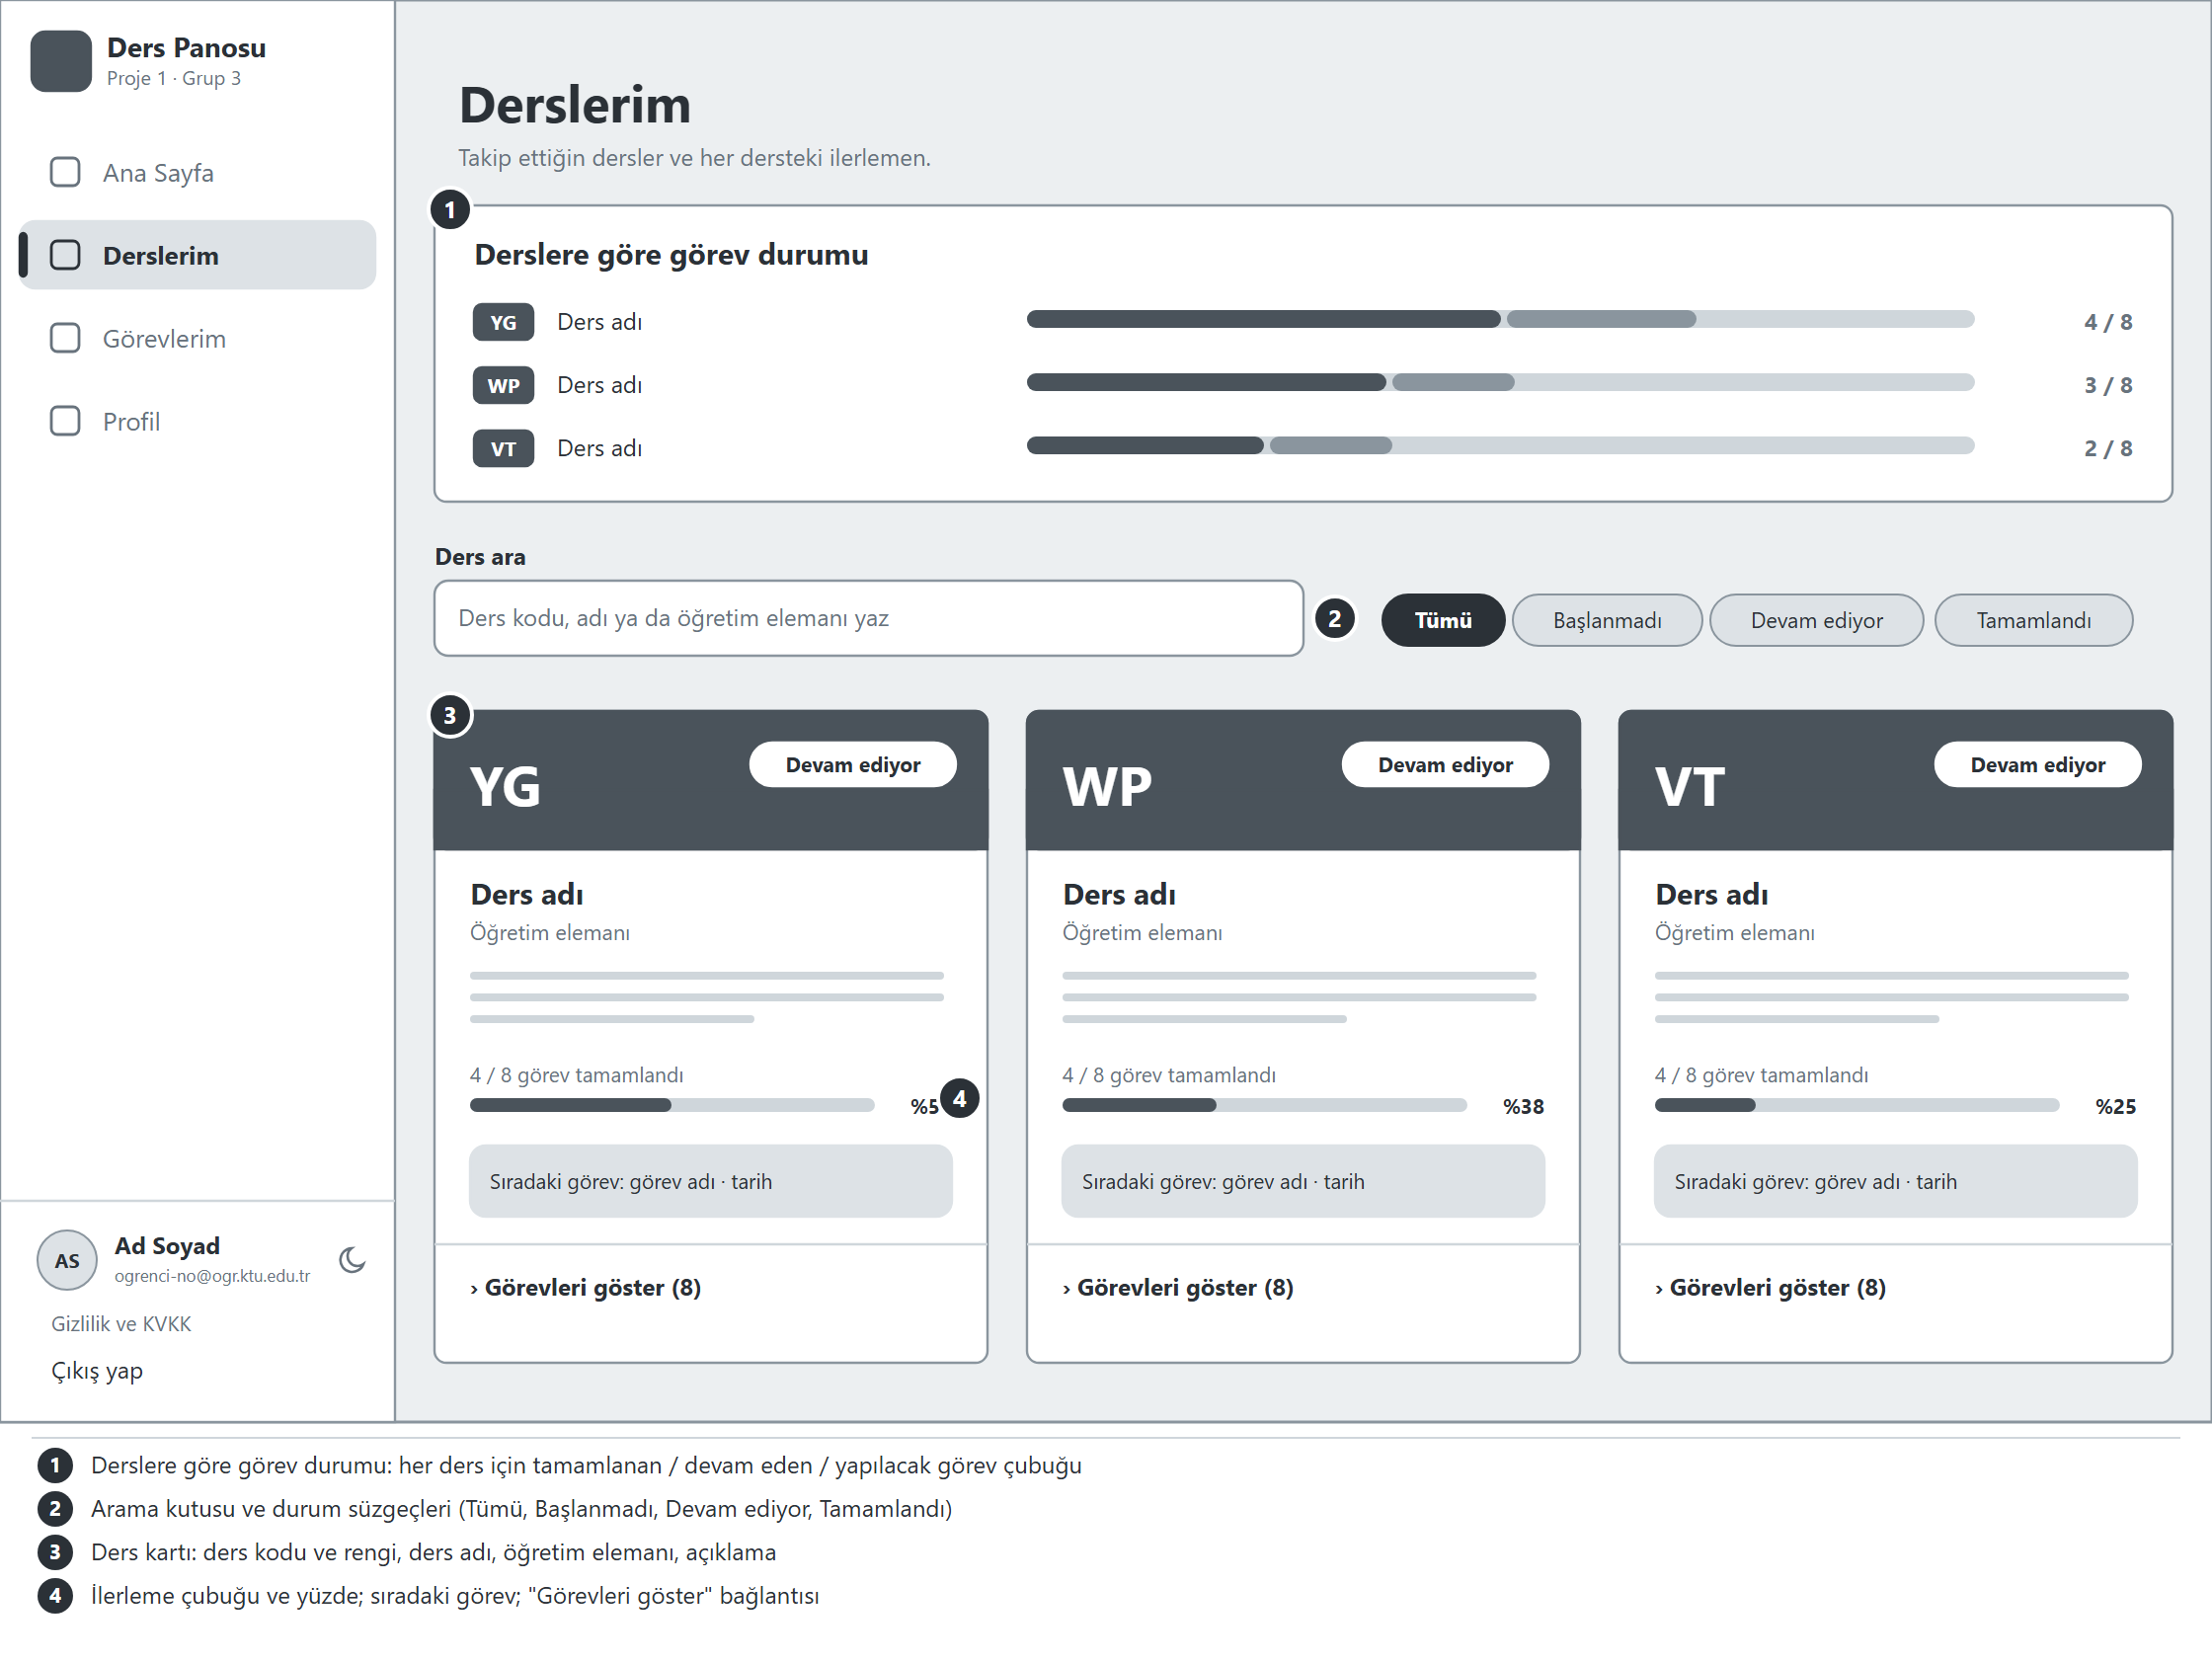 Ders Panosu
Proje 1 · Grup 3
Ana Sayfa
Derslerim
Görevlerim
Profil
AS
Ad Soyad
ogrenci-no@ogr.ktu.edu.tr
Gizlilik ve KVKK
Çıkış yap
Derslerim
Takip ettiğin dersler ve her dersteki ilerlemen.
1
Derslere göre görev durumu
YG Ders adı 4 / 8
WP Ders adı 3 / 8
VT Ders adı 2 / 8
Ders ara
Ders kodu, adı ya da öğretim elemanı yaz
2
Tümü Başlanmadı Devam ediyor Tamamlandı
3
YG Devam ediyor
Ders adı
Öğretim elemanı
4 / 8 görev tamamlandı
%5
4
Sıradaki görev: görev adı · tarih
› Görevleri göster (8)
WP Devam ediyor
Ders adı
Öğretim elemanı
4 / 8 görev tamamlandı
%38
Sıradaki görev: görev adı · tarih
› Görevleri göster (8)
VT Devam ediyor
Ders adı
Öğretim elemanı
4 / 8 görev tamamlandı
%25
Sıradaki görev: görev adı · tarih
› Görevleri göster (8)
1 Derslere göre görev durumu: her ders için tamamlanan / devam eden / yapılacak görev çubuğu
2 Arama kutusu ve durum süzgeçleri (Tümü, Başlanmadı, Devam ediyor, Tamamlandı)
3 Ders kartı: ders kodu ve rengi, ders adı, öğretim elemanı, açıklama
4 İlerleme çubuğu ve yüzde; sıradaki görev; "Görevleri göster" bağlantısı